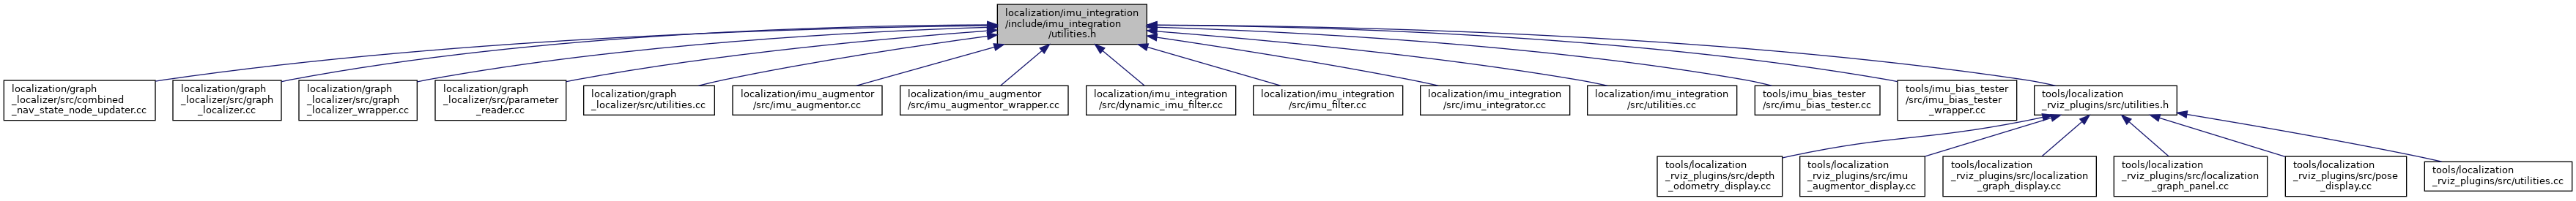 localization/imu_integration
/include/imu_integration
/utilities.h
localization/graph
_localizer/src/combined
_nav_state_node_updater.cc
localization/graph
_localizer/src/graph
_localizer.cc
localization/graph
_localizer/src/graph
_localizer_wrapper.cc
localization/graph
_localizer/src/parameter
_reader.cc
localization/graph
_localizer/src/utilities.cc
localization/imu_augmentor
/src/imu_augmentor.cc
localization/imu_augmentor
/src/imu_augmentor_wrapper.cc
localization/imu_integration
/src/dynamic_imu_filter.cc
localization/imu_integration
/src/imu_filter.cc
localization/imu_integration
/src/imu_integrator.cc
localization/imu_integration
/src/utilities.cc
tools/imu_bias_tester
/src/imu_bias_tester.cc
tools/imu_bias_tester
/src/imu_bias_tester
_wrapper.cc
tools/localization
_rviz_plugins/src/utilities.h
tools/localization
_rviz_plugins/src/depth
_odometry_display.cc
tools/localization
_rviz_plugins/src/imu
_augmentor_display.cc
tools/localization
_rviz_plugins/src/localization
_graph_display.cc
tools/localization
_rviz_plugins/src/localization
_graph_panel.cc
tools/localization
_rviz_plugins/src/pose
_display.cc
tools/localization
_rviz_plugins/src/utilities.cc